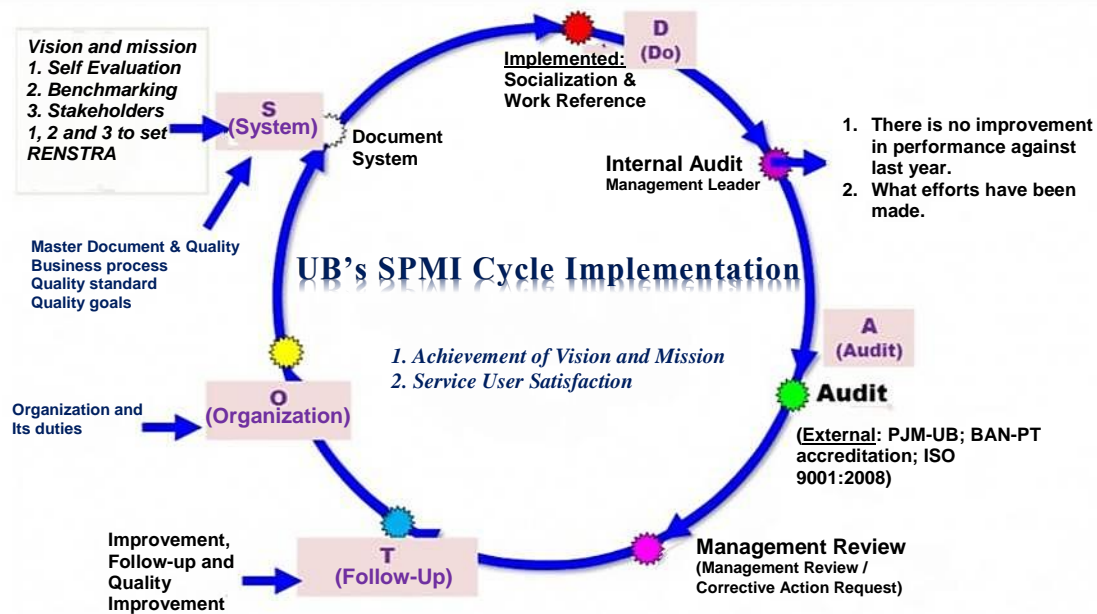 Vision and mission
1. Self Evaluation
2. Benchmarking
3. Stakeholders
1, 2 and 3 to set
RENSTRA
S
(System)
Document
System
Master Document & Quality
Business process
Quality standard
Quality goals
Implemented:
Socialization &
Work Reference
D
(Do)
Internal Audit
Management Leader
1. There is no improvement
in performance against
last year.
2. What efforts have been
made.
UB's SPMI Cycle Implementation
1. Achievement of Vision and Mission
2. Service User Satisfaction
A
(Audit)
Audit
(External: PJM-UB; BAN-PT
accreditation; ISO
9001:2008)
Management Review
(Management Review /
Corrective Action Request)
T
(Follow-Up)
Improvement,
Follow-up and
Quality
Improvement
O
(Organization)
Organization and
Its duties